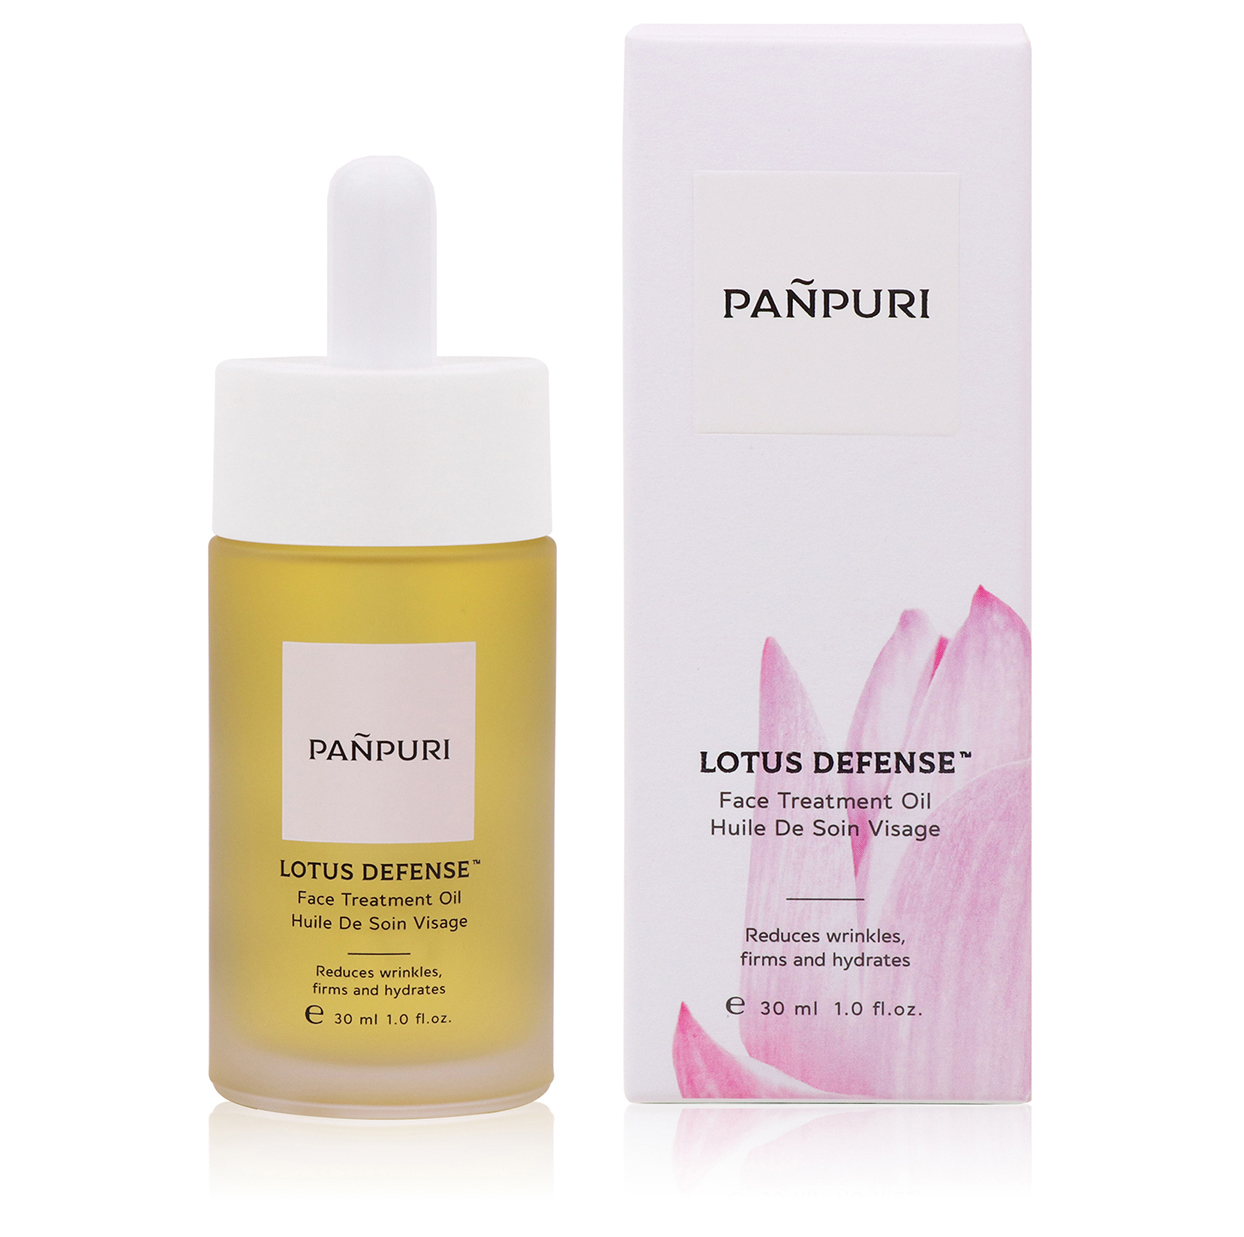 PAÑPURI
LOTUS DEFENSE™
Face Treatment Oil
Huile De Soin Visage
Reduces wrinkles,
firms and hydrates
℮ 30 ml 1.0 fl.oz.
PAÑPURI
LOTUS DEFENSE™
Face Treatment Oil
Huile De Soin Visage
Reduces wrinkles,
firms and hydrates
℮ 30 ml 1.0 fl.oz.